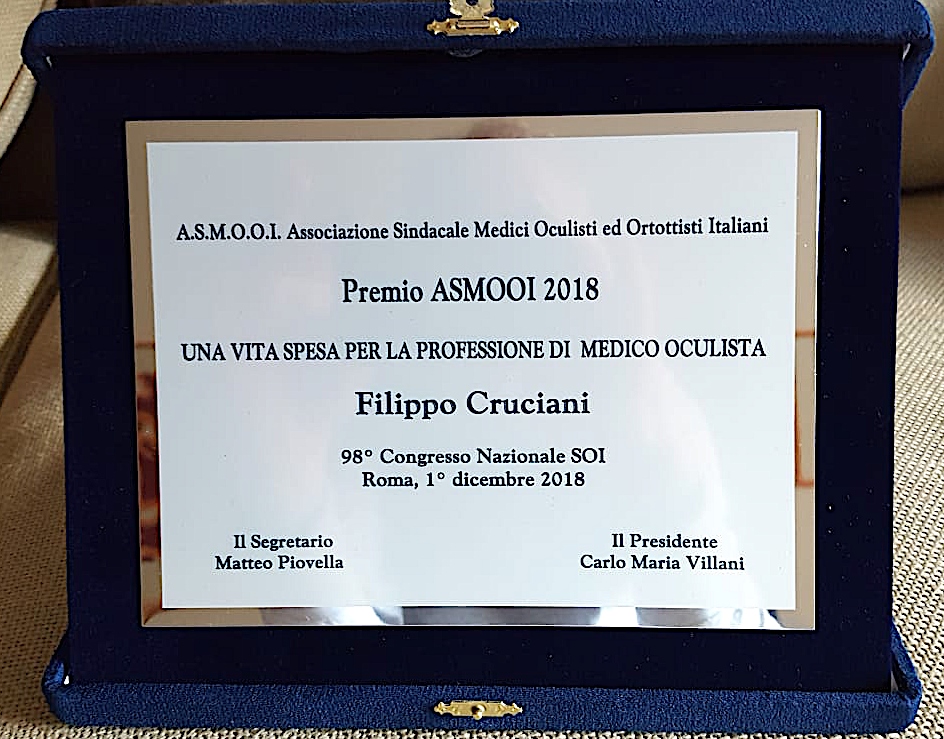 A.S.M.O.O.I. Associazione Sindacale Medici Oculisti ed Ortottisti Italiani
Premio ASMOOI 2018
UNA VITA SPESA PER LA PROFESSIONE DI MEDICO OCULISTA
Filippo Cruciani
98° Congresso Nazionale SOI
Roma, 1° dicembre 2018
Il Segretario
Matteo Piovella
Il Presidente
Carlo Maria Villani